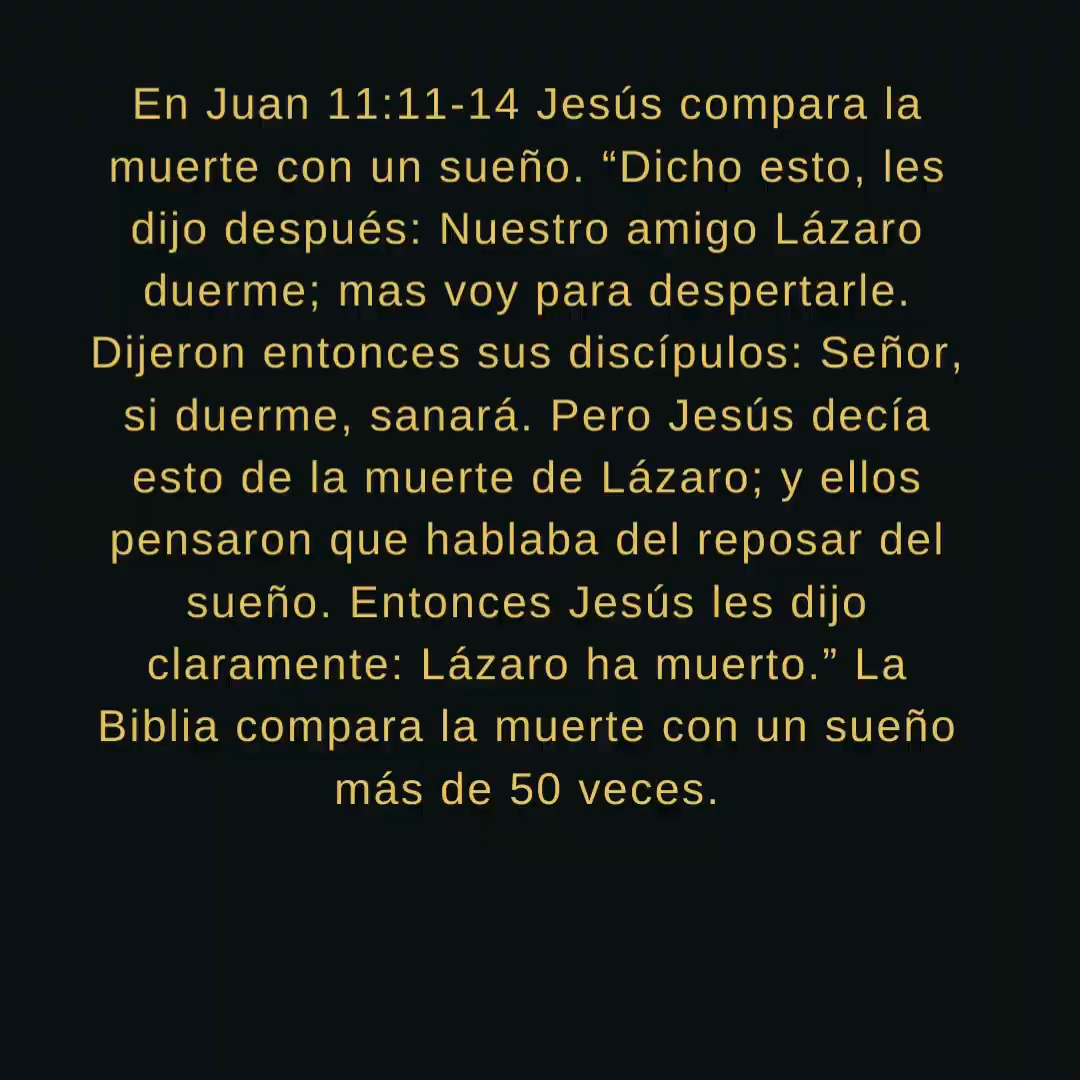 En Juan 11:11-14 Jesús compara la
muerte con un sueño. “Dicho esto, les
dijo después: Nuestro amigo Lázaro
duerme; mas voy para despertarle.
Dijeron entonces sus discípulos: Señor,
si duerme, sanará. Pero Jesús decía
esto de la muerte de Lázaro; y ellos
pensaron que hablaba del reposar del
sueño. Entonces Jesús les dijo
claramente: Lázaro ha muerto.” La
Biblia compara la muerte con un sueño
más de 50 veces.